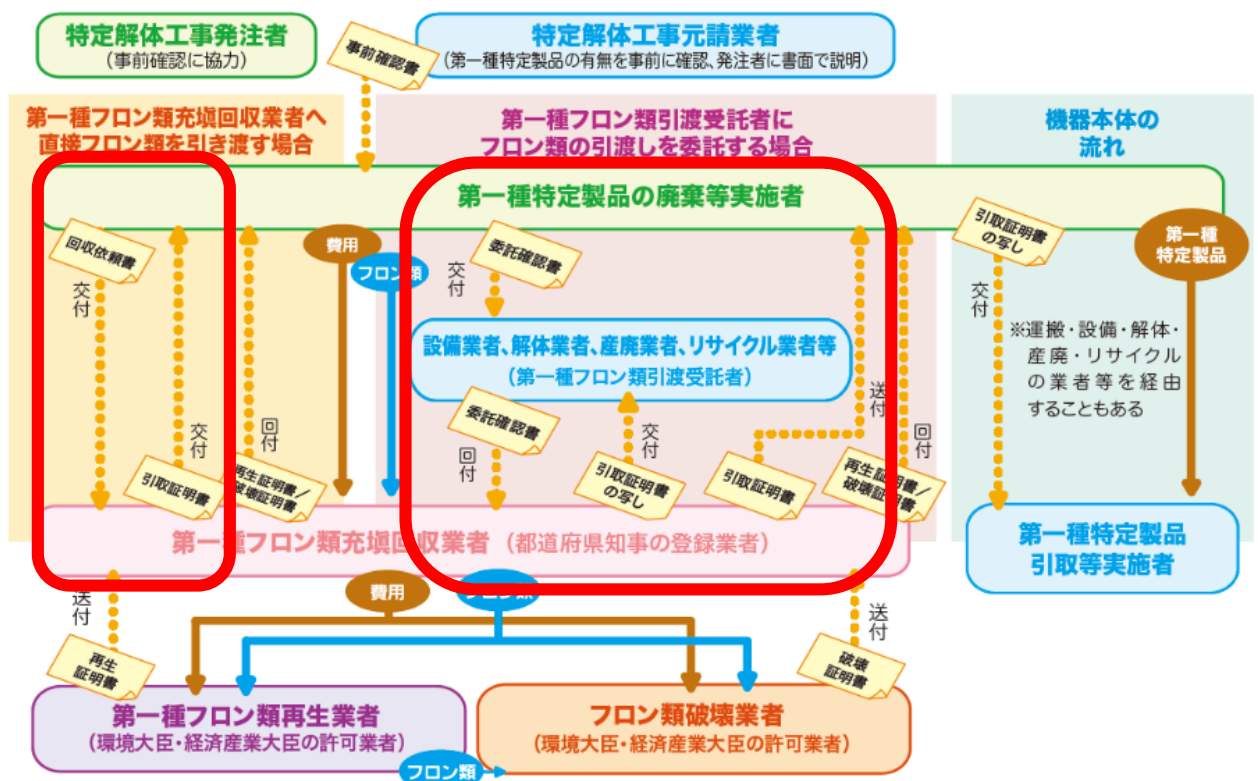 特定解体工事発注者
(事前確認に協力)
事前確認書
特定解体工事元請業者
(第一種特定製品の有無を事前に確認、発注者に書面で説明)
第一種フロン類充塡回収業者へ
直接フロン類を引き渡す場合
第一種フロン類引渡受託者に
フロン類の引渡しを委託する場合
機器本体の
流れ
第一種特定製品の廃棄等実施者
回収依頼書
交付
引取証明書
交付
再生証明書/
破壊証明書
回付
費用
フロン類
委託確認書
交付
設備業者、解体業者、産廃業者、リサイクル業者等
(第一種フロン類引渡受託者)
委託確認書
回付
引取証明書
の写し
交付
引取証明書
送付
再生証明書/
破壊証明書
回付
引取証明書
の写し
交付
第一種
特定製品
※運搬・設備・解体・
産廃・リサイクル
の業者等を経由
することもある
第一種フロン類充塡回収業者(都道府県知事の登録業者)
第一種特定製品
引取等実施者
送付
再生
証明書
費用
フロン類
送付
破壊
証明書
第一種フロン類再生業者
(環境大臣・経済産業大臣の許可業者)
フロン類破壊業者
(環境大臣・経済産業大臣の許可業者)
フロン類